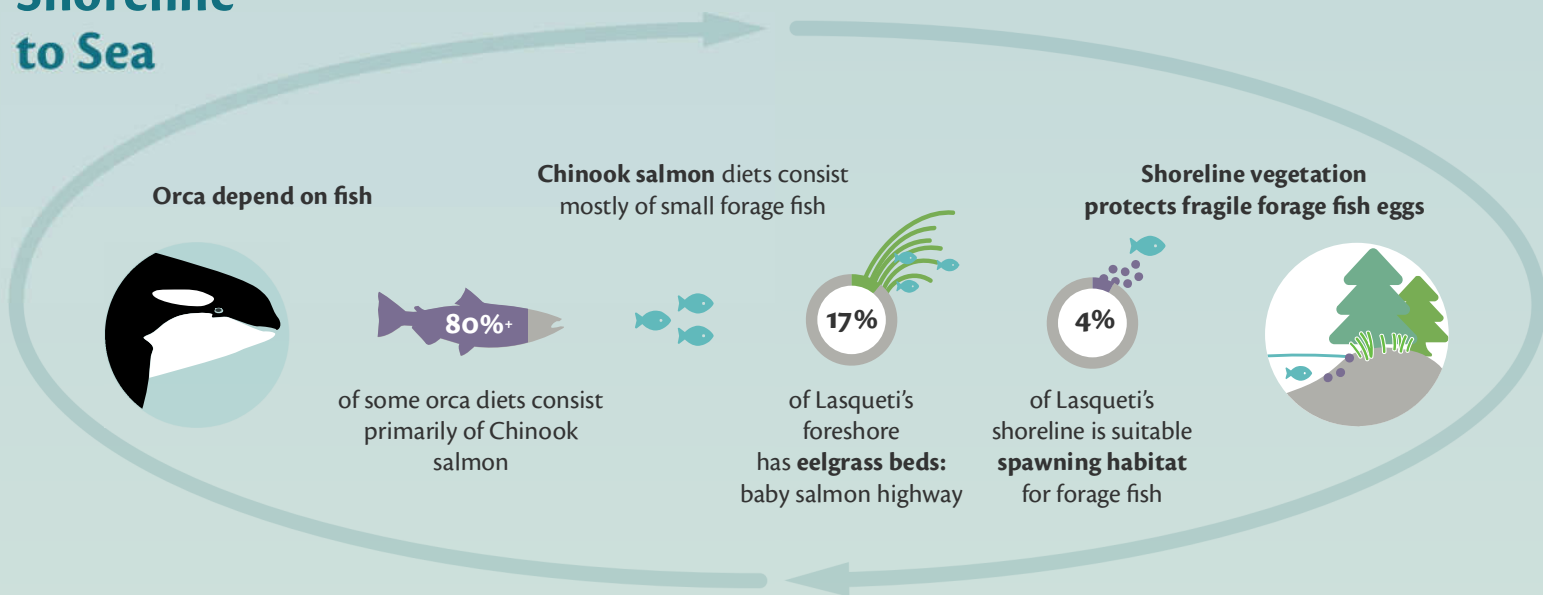 Shoreline
to Sea
Orca depend on fish
80%+
of some orca diets consist
primarily of Chinook
salmon
Chinook salmon diets consist
mostly of small forage fish
17%
of Lasqueti’s
foreshore
has eelgrass beds:
baby salmon highway
4%
of Lasqueti’s
shoreline is suitable
spawning habitat
for forage fish
Shoreline vegetation
protects fragile forage fish eggs